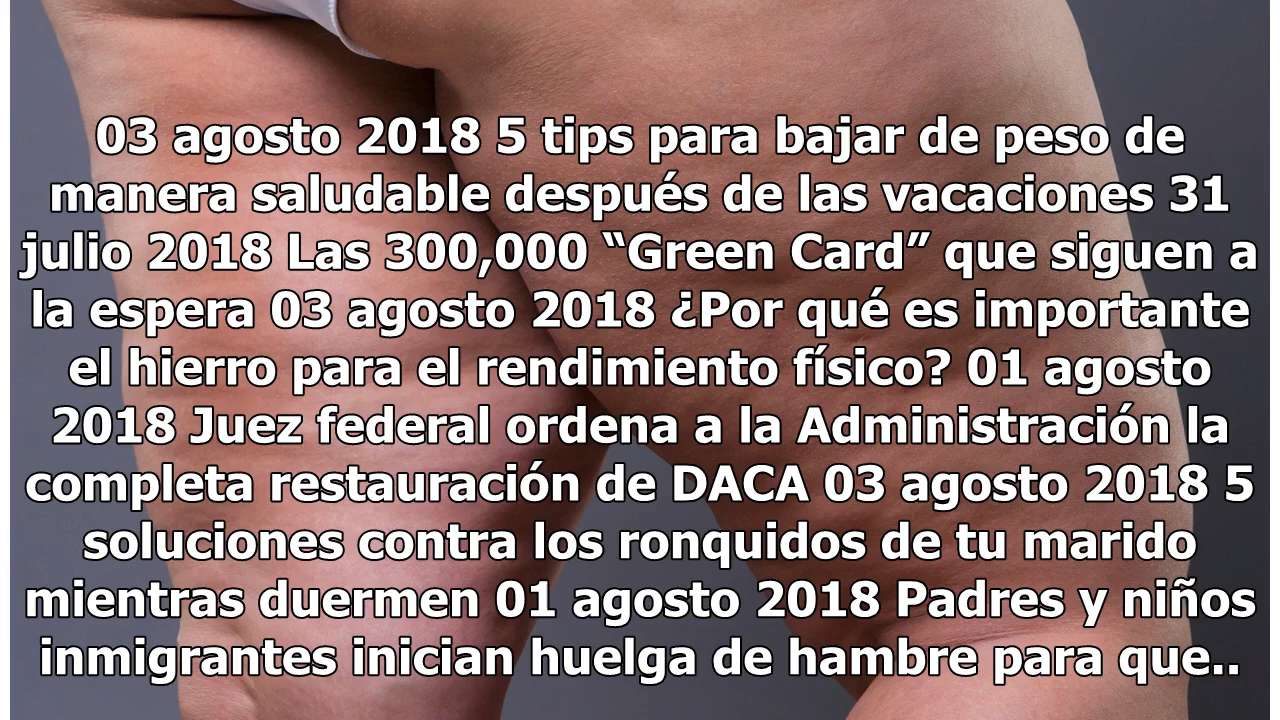 03 agosto 2018 5 tips para bajar de peso de
manera saludable después de las vacaciones 31
julio 2018 Las 300,000 “Green Card” que siguen a
la espera 03 agosto 2018 ¿Por qué es importante
el hierro para el rendimiento físico? 01 agosto
2018 Juez federal ordena a la Administración la
completa restauración de DACA 03 agosto 2018 5
soluciones contra los ronquidos de tu marido
mientras duermen 01 agosto 2018 Padres y niños
inmigrantes inician huelga de hambre para que..